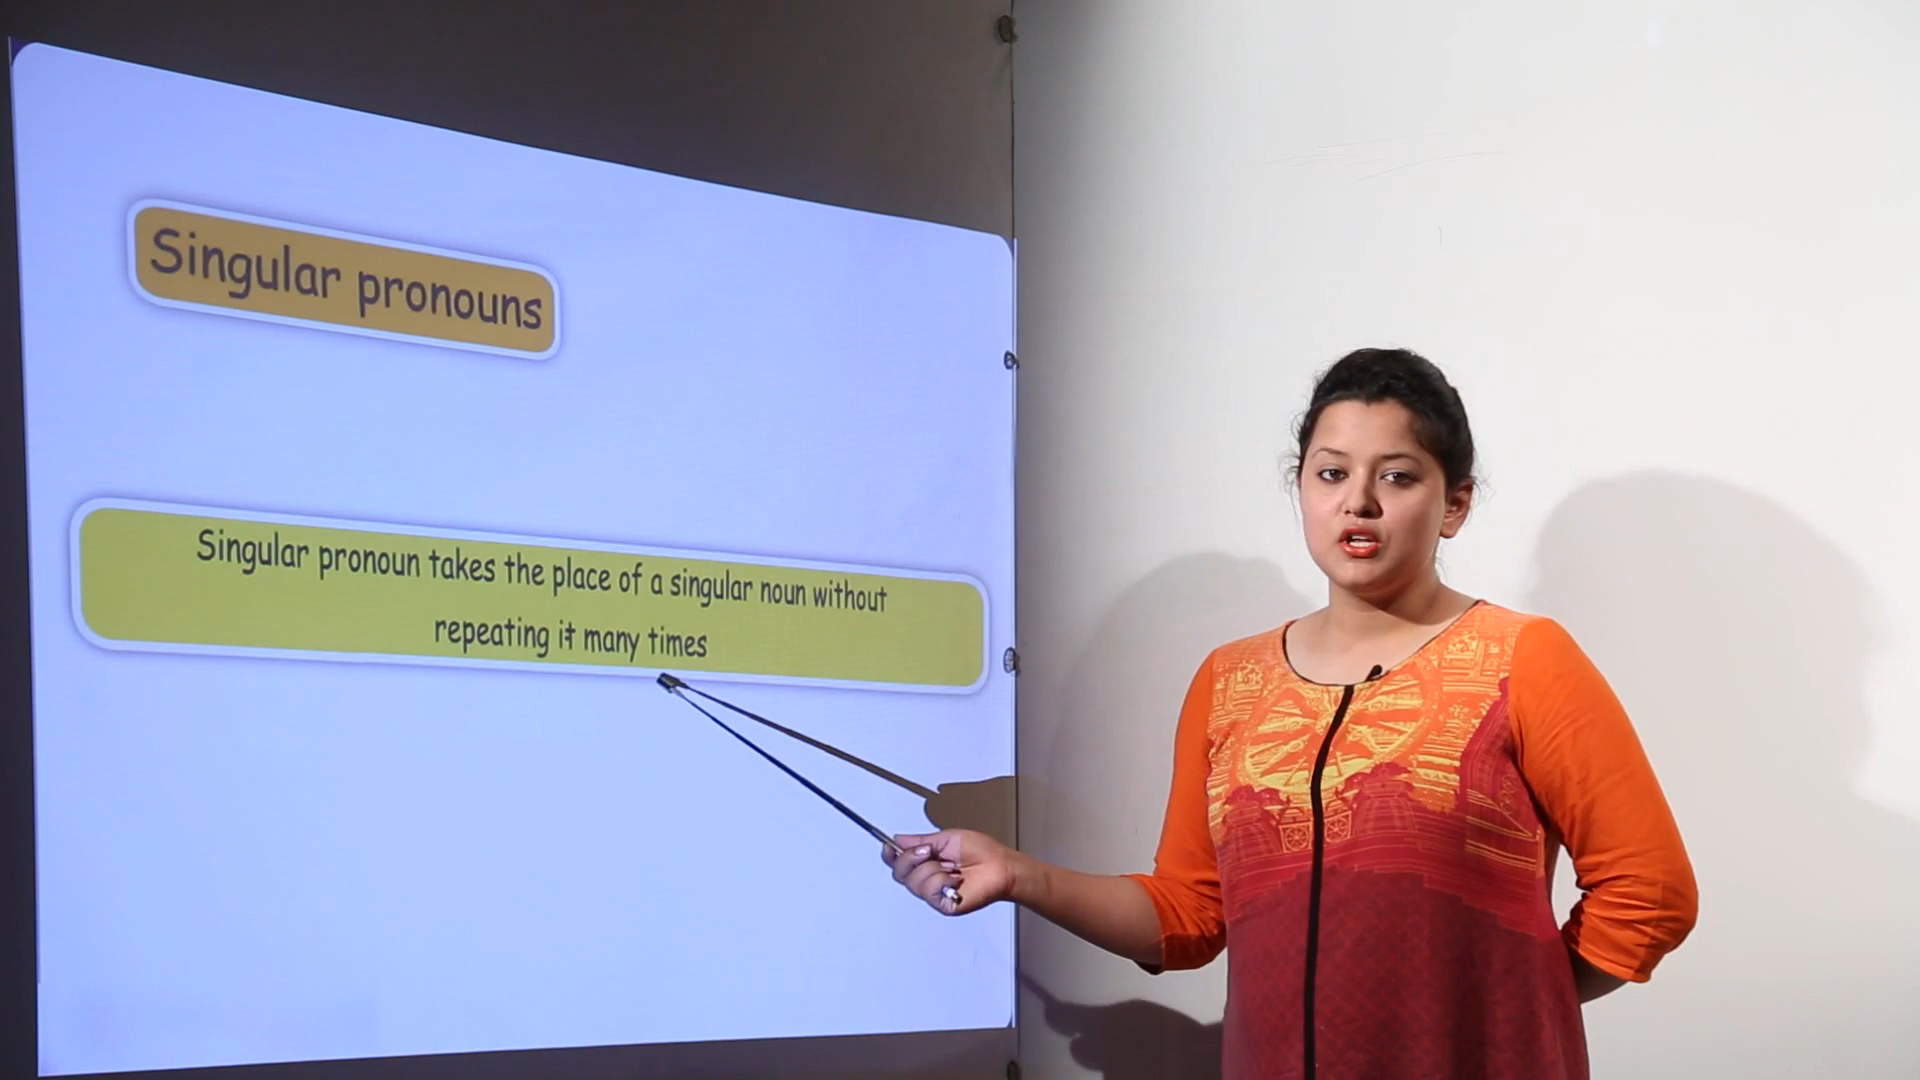 Singular pronouns
Singular pronoun takes the place of a singular noun without
repeating it many times